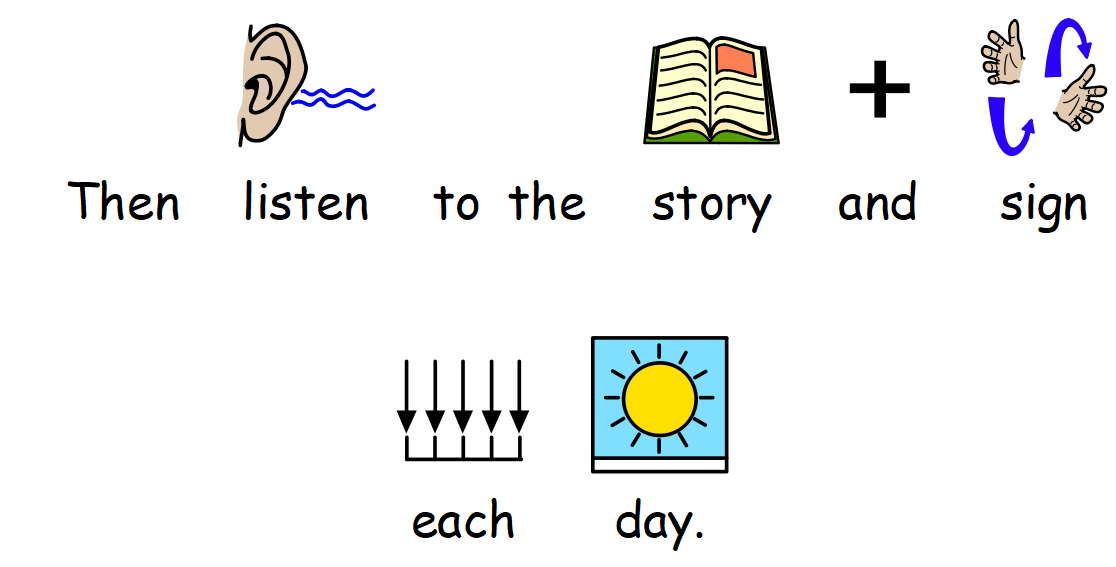 Then listen to the story and sign
each day.